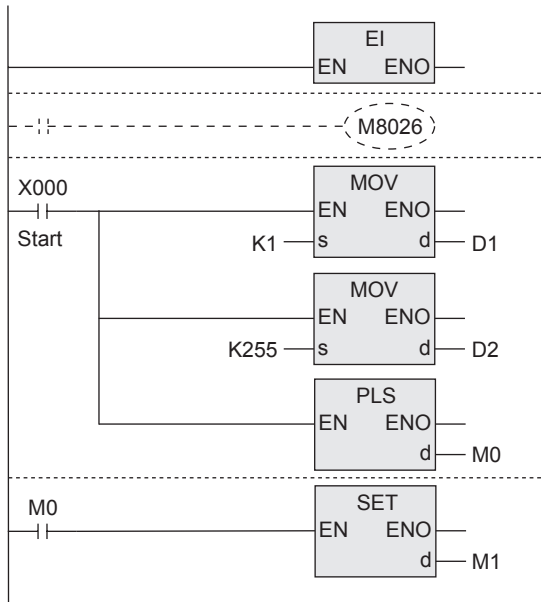 EI
EN ENO
M8026
X000
Start
MOV
EN ENO
K1 s d D1
MOV
EN ENO
K255 s d D2
PLS
EN ENO
d M0
M0
SET
EN ENO
d M1